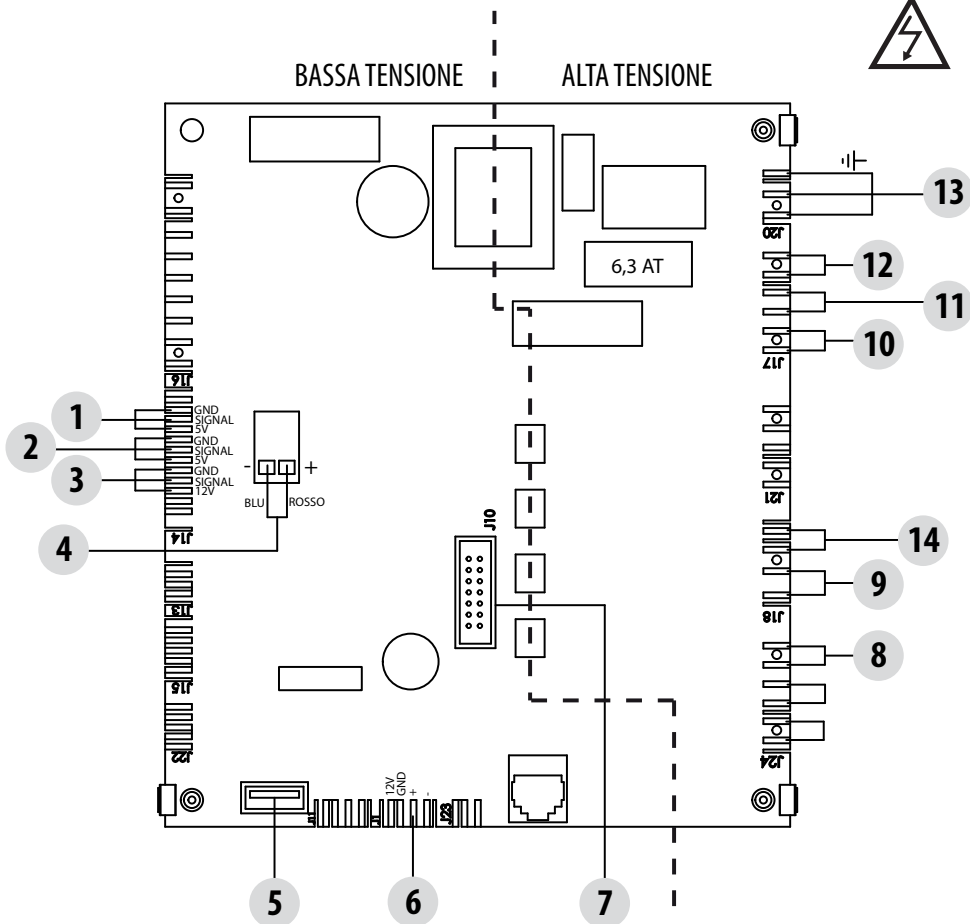 BASSA TENSIONE
ALTA TENSIONE
13
J20
6,3 AT
12
11
10
J17
J16
1
GND
SIGNAL
5V
2
GND
SIGNAL
5V
3
GND
SIGNAL
12V
- +
BLU
ROSSO
4
J14
J10
J21
14
9
J18
J13
8
J15
J22
J24
12V
GND
+
-
J11
J1
J23
5
6
7